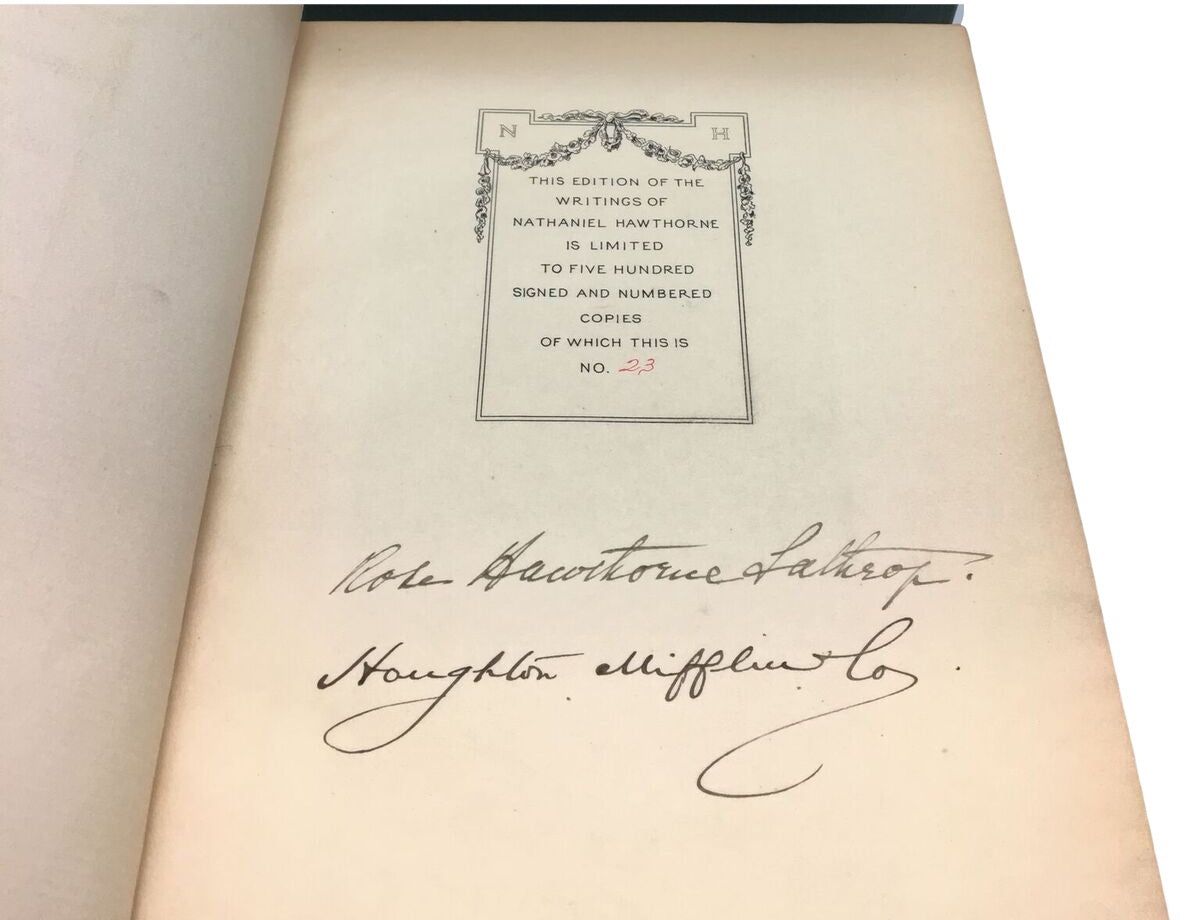 N H
THIS EDITION OF THE
WRITINGS OF
NATHANIEL HAWTHORNE
IS LIMITED
TO FIVE HUNDRED
SIGNED AND NUMBERED
COPIES
OF WHICH THIS IS
NO. 23
Rose Hawthorne Lathrop.
Houghton Mifflin & Co.